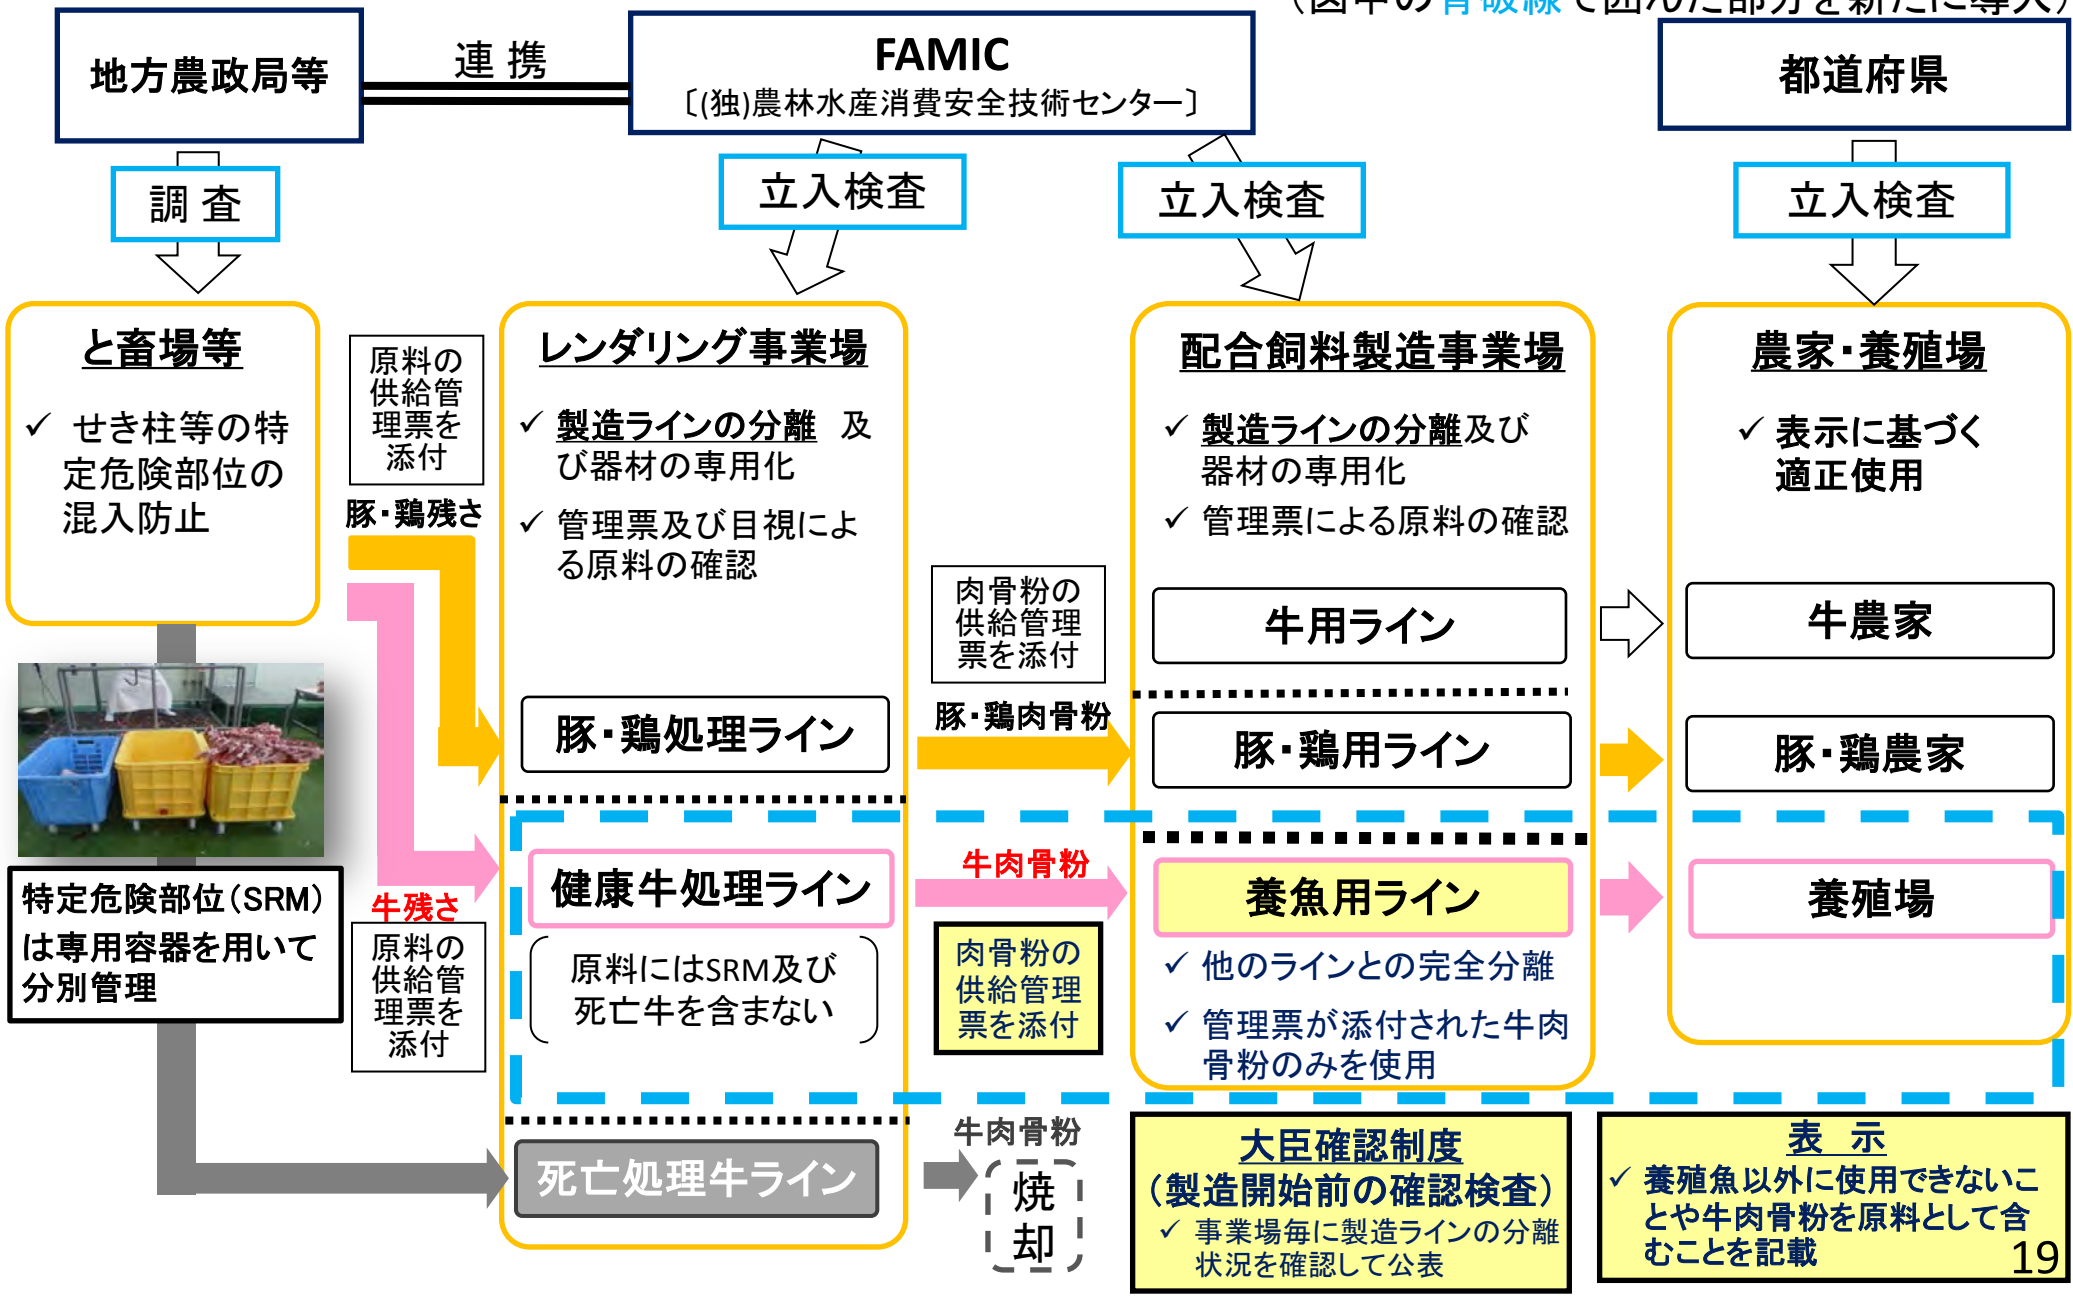 （図中の青破線で囲んだ部分を新たに導入）
地方農政局等
連 携
FAMIC
〔(独)農林水産消費安全技術センター〕
都道府県
調 査
立入検査
立入検査
立入検査
と畜場等
✓ せき柱等の特
定危険部位の
混入防止
原料の
供給管
理票を
添付
豚・鶏残さ
レンダリング事業場
✓ 製造ラインの分離 及
び器材の専用化
✓ 管理票及び目視によ
る原料の確認
肉骨粉の
供給管理
票を添付
豚・鶏肉骨粉
配合飼料製造事業場
✓ 製造ラインの分離及び
器材の専用化
✓ 管理票による原料の確認
農家・養殖場
✓ 表示に基づく
適正使用
牛用ライン
牛農家
豚・鶏処理ライン
豚・鶏用ライン
豚・鶏農家
特定危険部位（SRM）
は専用容器を用いて
分別管理
牛残さ
原料の
供給管
理票を
添付
健康牛処理ライン
原料にはSRM及び
死亡牛を含まない
牛肉骨粉
肉骨粉の
供給管理
票を添付
養魚用ライン
✓ 他のラインとの完全分離
✓ 管理票が添付された牛肉
骨粉のみを使用
養殖場
死亡処理牛ライン
牛肉骨粉
焼
却
大臣確認制度
（製造開始前の確認検査）
✓ 事業場毎に製造ラインの分離
状況を確認して公表
表 示
✓ 養殖魚以外に使用できないこ
とや牛肉骨粉を原料として含
むことを記載
19